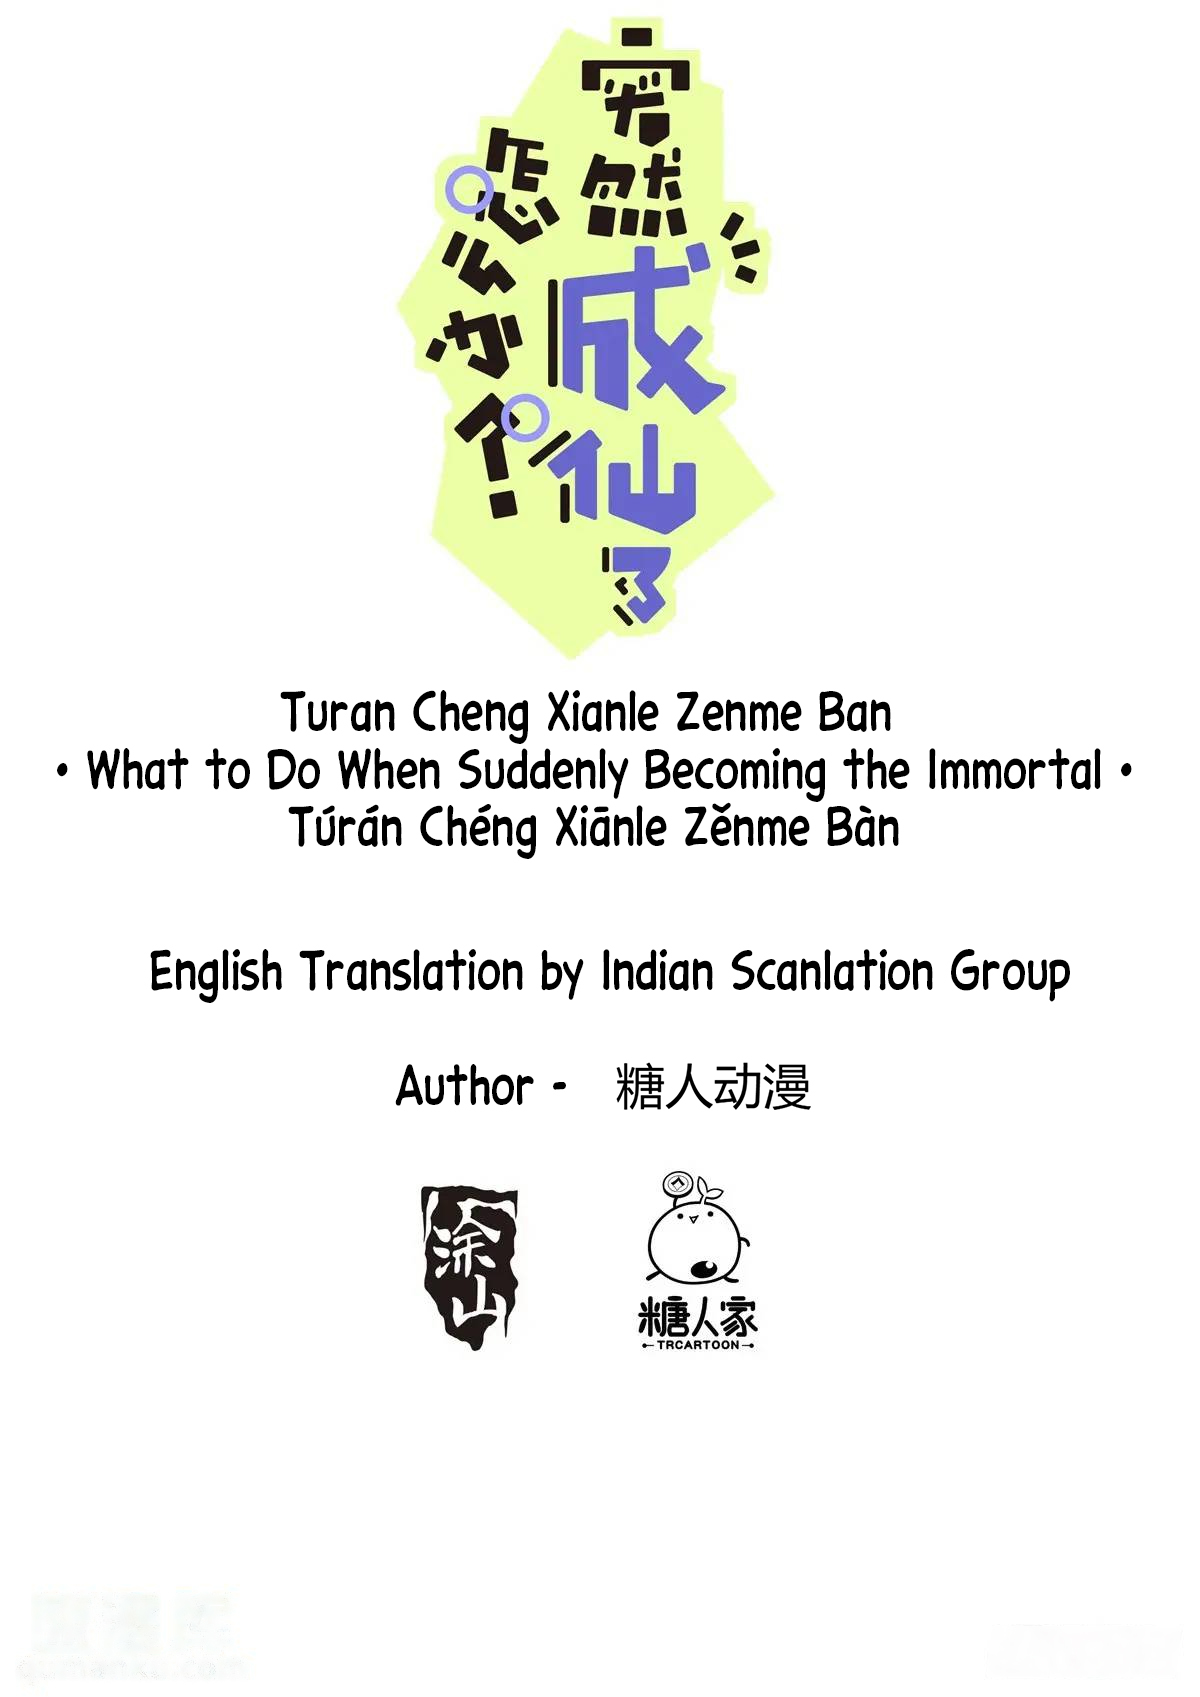 突然
成仙了
怎么办?
Turan Cheng Xianle Zenme Ban
• What to Do When Suddenly Becoming the Immortal •
Túrán Chéng Xiānle Zěnme Bàn
English Translation by Indian Scanlation Group
Author - 糖人动漫
涂山
糖人家
TRCARTOON
qumanku.com